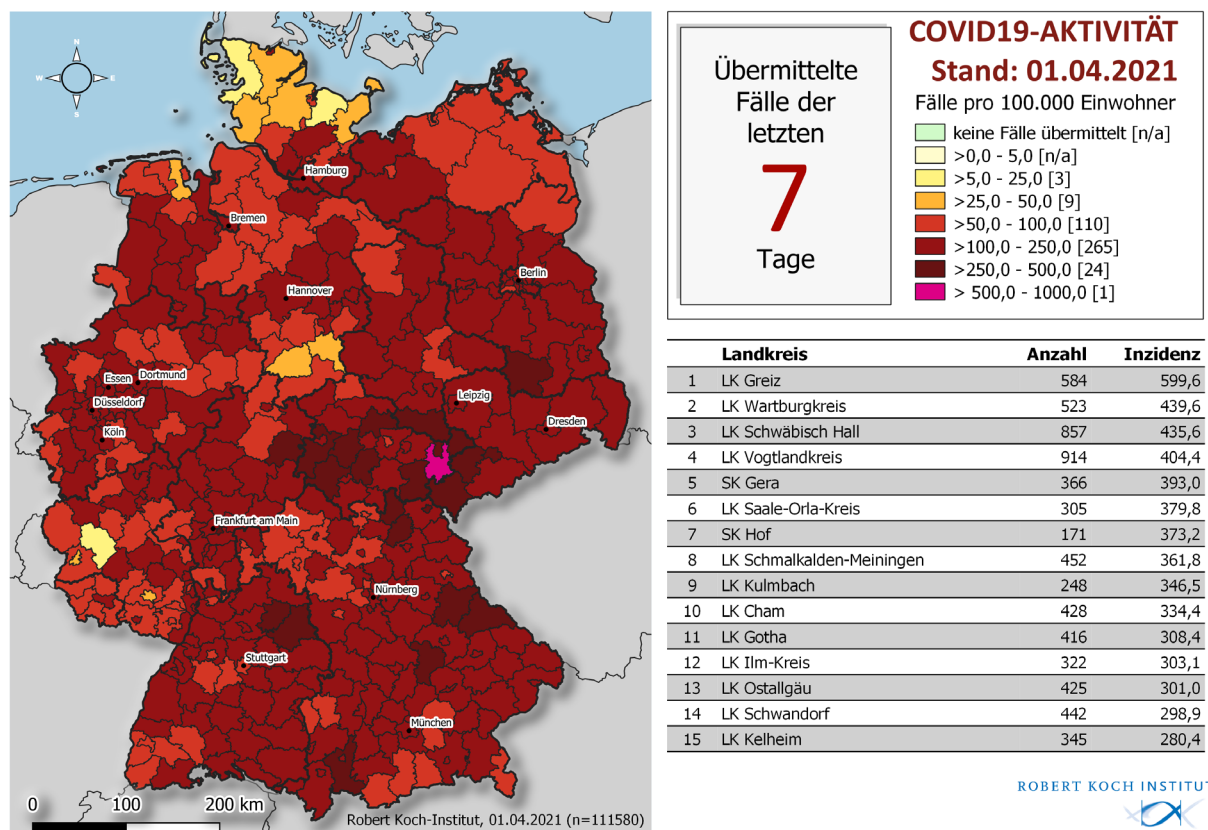 N
W
E
S
Hamburg
Bremen
Berlin
Hannover
Essen
Dortmund
Düsseldorf
Leipzig
Köln
Dresden
Frankfurt am Main
Nürnberg
Stuttgart
München
0 100 200 km
Robert Koch-Institut, 01.04.2021 (n=111580)
Übermittelte
Fälle der
letzten
7
Tage
COVID19-AKTIVITÄT
Stand: 01.04.2021
Fälle pro 100.000 Einwohner
keine Fälle übermittelt [n/a]
>0,0 - 5,0 [n/a]
>5,0 - 25,0 [3]
>25,0 - 50,0 [9]
>50,0 - 100,0 [110]
>100,0 - 250,0 [265]
>250,0 - 500,0 [24]
> 500,0 - 1000,0 [1]
Landkreis Anzahl Inzidenz
1 LK Greiz 584 599,6
2 LK Wartburgkreis 523 439,6
3 LK Schwäbisch Hall 857 435,6
4 LK Vogtlandkreis 914 404,4
5 SK Gera 366 393,0
6 LK Saale-Orla-Kreis 305 379,8
7 SK Hof 171 373,2
8 LK Schmalkalden-Meiningen 452 361,8
9 LK Kulmbach 248 346,5
10 LK Cham 428 334,4
11 LK Gotha 416 308,4
12 LK Ilm-Kreis 322 303,1
13 LK Ostallgäu 425 301,0
14 LK Schwandorf 442 298,9
15 LK Kelheim 345 280,4
ROBERT KOCH INSTITUT